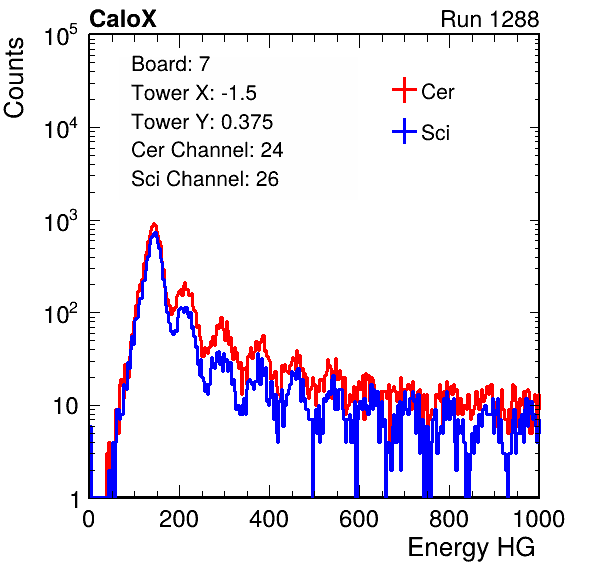 CaloX Run 1288
Counts
Board: 7
Tower X: -1.5
Tower Y: 0.375
Cer Channel: 24
Sci Channel: 26
Cer
Sci
10^5
10^4
10^3
10^2
10
1
0 200 400 600 800 1000
Energy HG